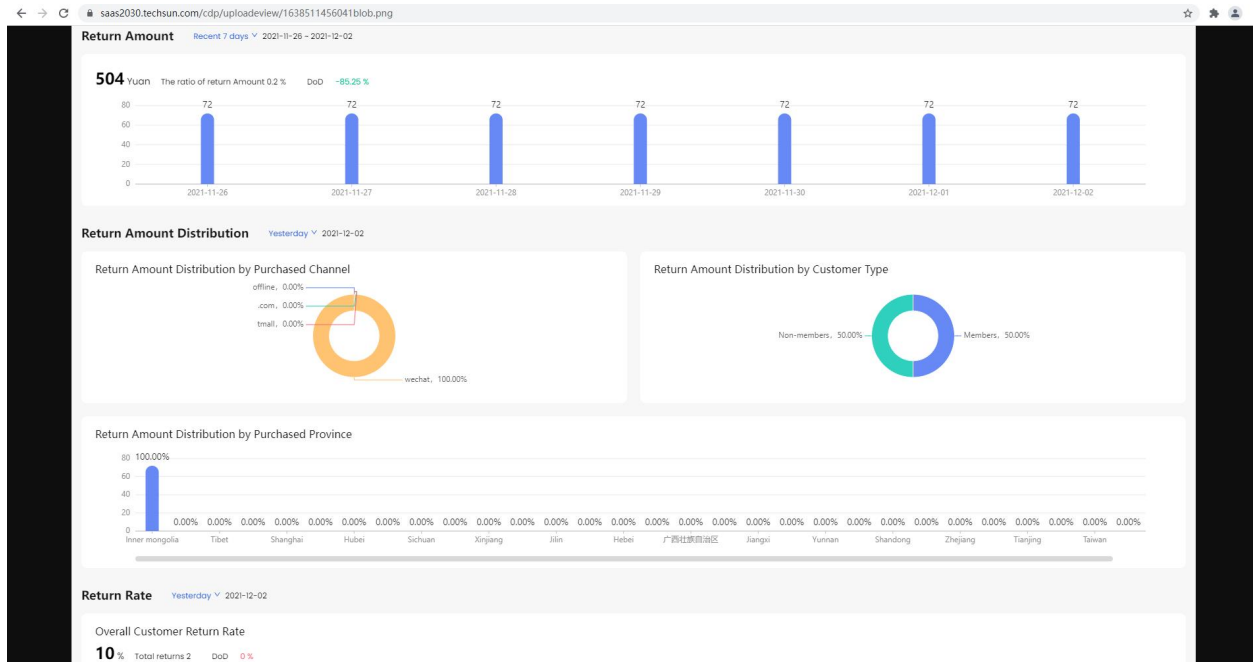 saas2030.techsun.com/cdp/uploadeview/1638511456041blob.png
Return Amount Recent 7 days 2021-11-26 ~ 2021-12-02
504 Yuan The ratio of return Amount 0.2 % DoD -85.25 %
80 72 72 72 72 72 72 72
60
40
20
0
2021-11-26 2021-11-27 2021-11-28 2021-11-29 2021-11-30 2021-12-01 2021-12-02
Return Amount Distribution Yesterday 2021-12-02
Return Amount Distribution by Purchased Channel
offline, 0.00%
.com, 0.00%
tmall, 0.00%
wechat, 100.00%
Return Amount Distribution by Customer Type
Non-members, 50.00% Members, 50.00%
Return Amount Distribution by Purchased Province
80 100.00%
60
40
20
0.00% 0.00% 0.00% 0.00% 0.00% 0.00% 0.00% 0.00% 0.00% 0.00% 0.00% 0.00% 0.00% 0.00% 0.00% 0.00% 0.00% 0.00% 0.00% 0.00% 0.00% 0.00% 0.00% 0.00% 0.00% 0.00% 0.00% 0.00% 0.00%
0
Inner mongolia Tibet Shanghai Hubei Sichuan Xinjiang Jilin Hebei 广西壮族自治区 Jiangxi Yunnan Shandong Zhejiang Tianjing Taiwan
Return Rate Yesterday 2021-12-02
Overall Customer Return Rate
10 % Total returns 2 DoD 0 %